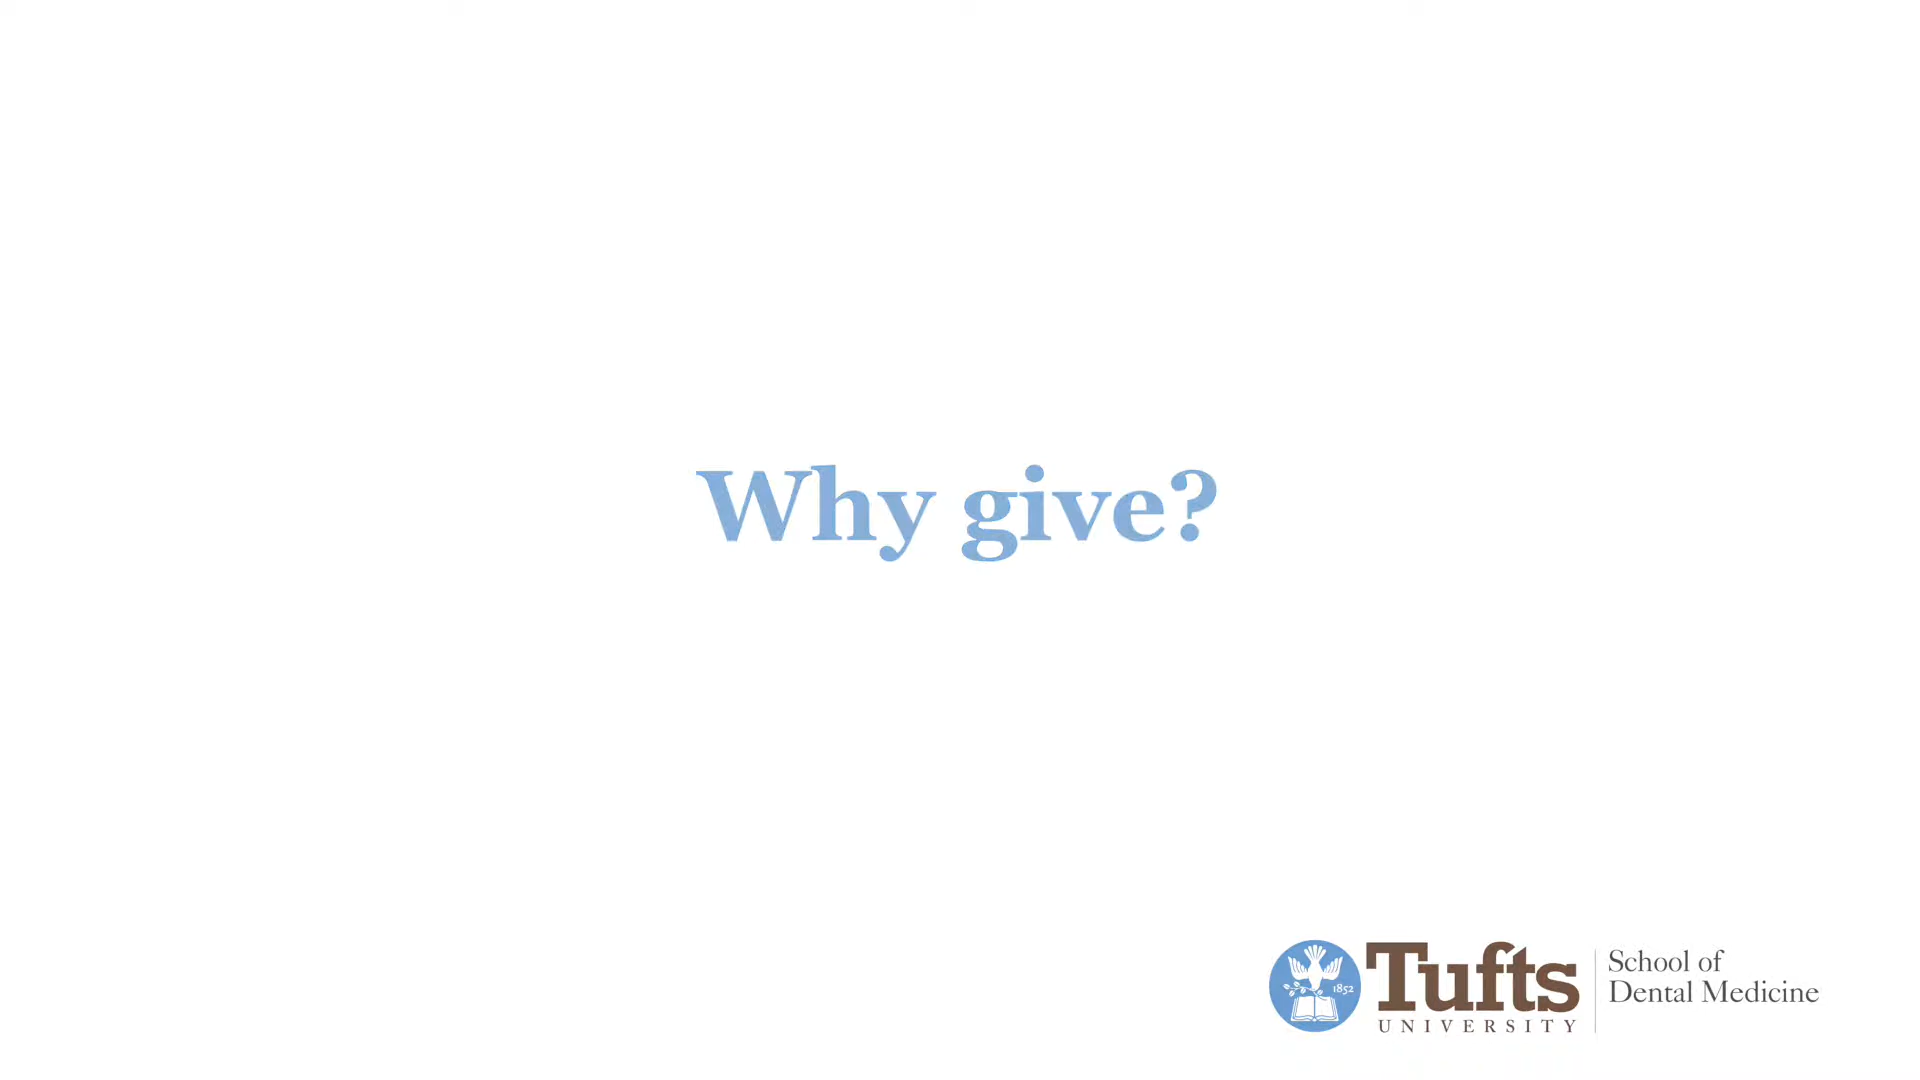 Why give?
1852
Tufts
UNIVERSITY
School of
Dental Medicine